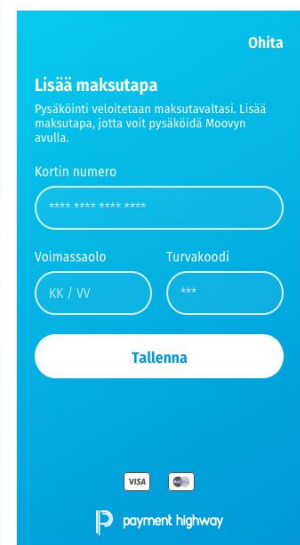 Ohita
Lisää maksutapa
Pysäköinti veloitetaan maksutavaltasi. Lisää
maksutapa, jotta voit pysäköidä Moovyn
avulla.
Kortin numero
**** **** **** ****
Voimassaolo Turvakoodi
KK / VV ***
Tallenna
VISA
payment highway